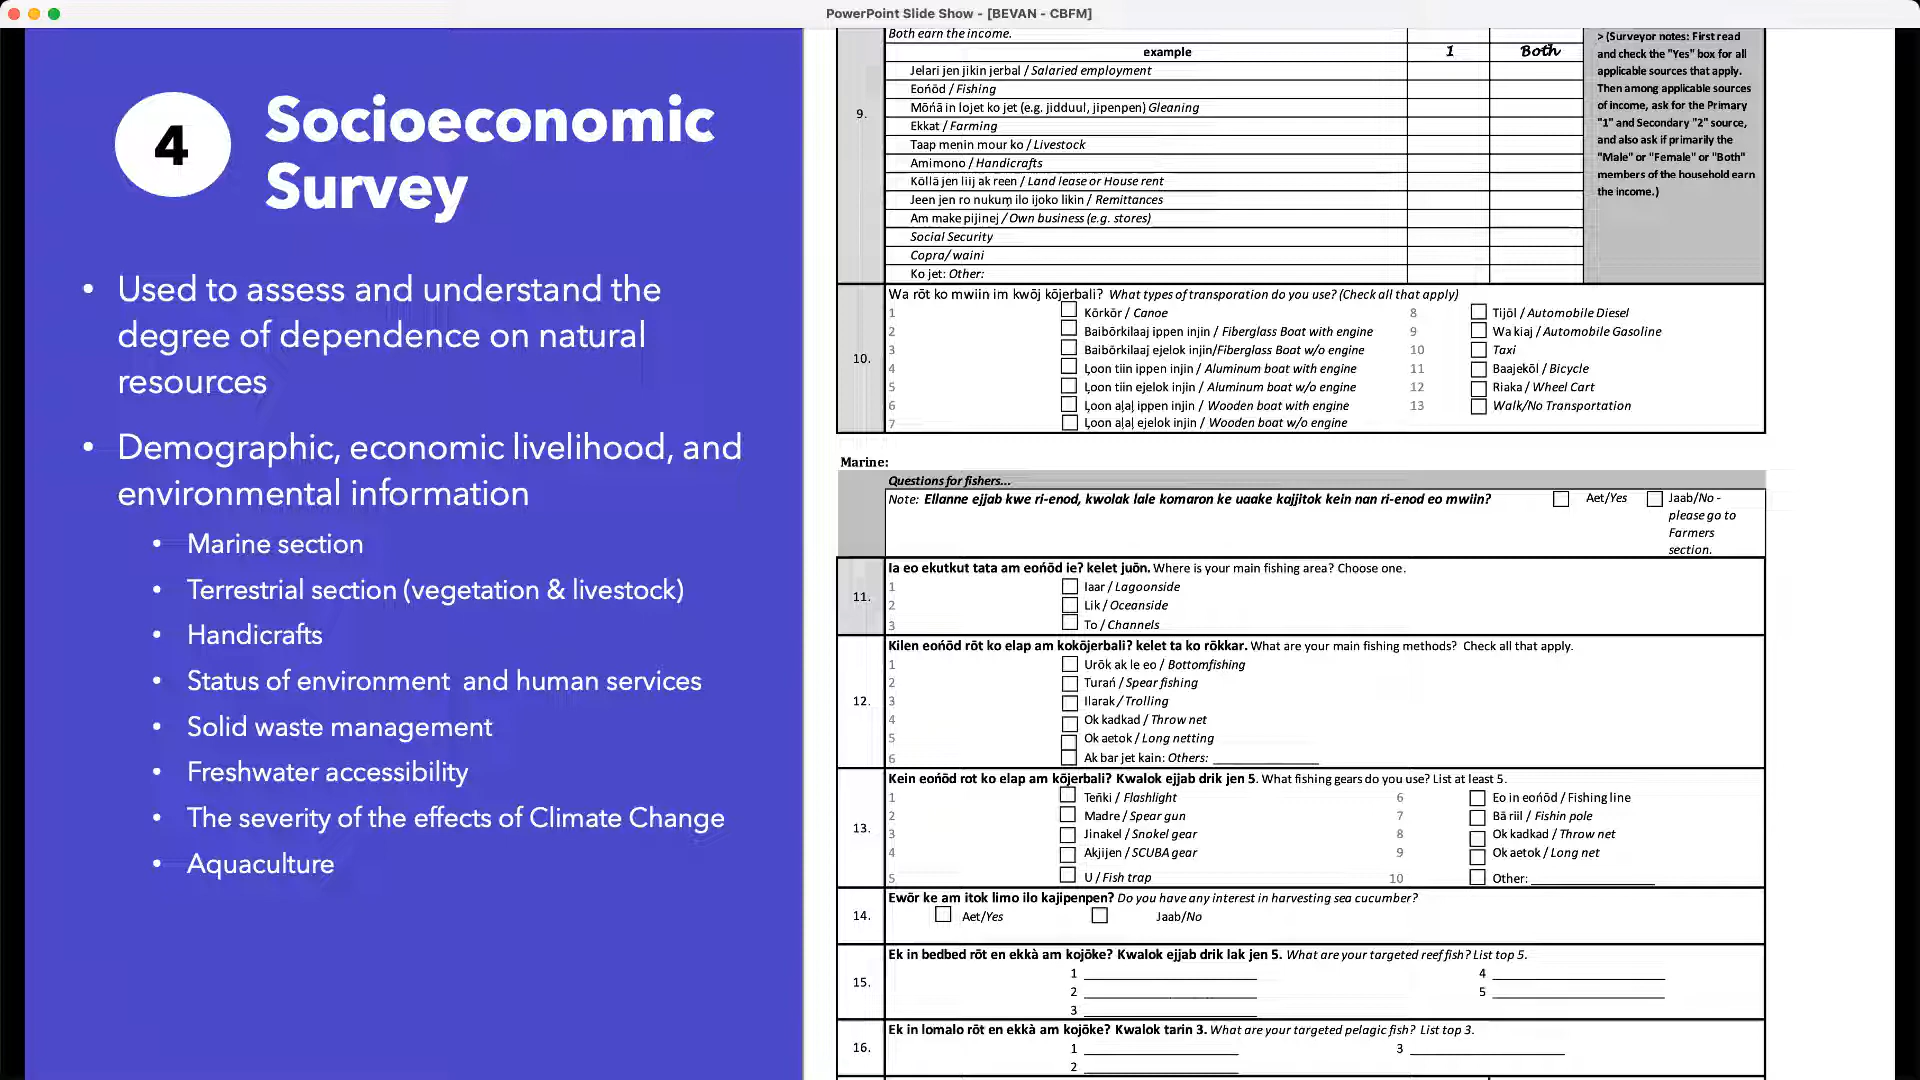 PowerPoint Slide Show - [BEVAN - CBFM]
4
Socioeconomic
Survey
• Used to assess and understand the
degree of dependence on natural
resources
• Demographic, economic livelihood, and
environmental information
• Marine section
• Terrestrial section (vegetation & livestock)
• Handicrafts
• Status of environment and human services
• Solid waste management
• Freshwater accessibility
• The severity of the effects of Climate Change
• Aquaculture
Both earn the income.
example 1 Both
9.
Jelari jen jikin jerbal / Salaried employment
Eońōd / Fishing
Mōńā in lojet ko jet (e.g. jidduul, jipenpen) Gleaning
Ekkat / Farming
Taap menin mour ko / Livestock
Amimono / Handicrafts
Kōllā jen liij ak reen / Land lease or House rent
Jeen jen ro nukuṃ ilo ijoko likin / Remittances
Am make pijinej / Own business (e.g. stores)
Social Security
Copra/ waini
Ko jet: Other:
> (Surveyor notes: First read
and check the "Yes" box for all
applicable sources that apply.
Then among applicable sources
of income, ask for the Primary
"1" and Secondary "2" source,
and also ask if primarily the
"Male" or "Female" or "Both"
members of the household earn
the income.)
10.
Wa rōt ko mwiin im kwōj kōjerbali? What types of transporation do you use? (Check all that apply)
1 Kōrkōr / Canoe
2 Baibōrkilaaj ippen injin / Fiberglass Boat with engine
3 Baibōrkilaaj ejelok injin/Fiberglass Boat w/o engine
4 Ļoon tiin ippen injin / Aluminum boat with engine
5 Ļoon tiin ejelok injin / Aluminum boat w/o engine
6 Ļoon aļaļ ippen injin / Wooden boat with engine
7 Ļoon aļaļ ejelok injin / Wooden boat w/o engine
8 Tijōl / Automobile Diesel
9 Wa kiaj / Automobile Gasoline
10 Taxi
11 Baajekōl / Bicycle
12 Riaka / Wheel Cart
13 Walk/No Transportation
Marine:
Questions for fishers...
Note: Ellanne ejjab kwe ri-enod, kwolak lale komaron ke uaake kajjitok kein nan ri-enod eo mwiin?
Aet/Yes
Jaab/No -
please go to
Farmers
section.
11.
Ia eo ekutkut tata am eońōd ie? kelet juōn. Where is your main fishing area? Choose one.
1 Iaar / Lagoonside
2 Lik / Oceanside
3 To / Channels
12.
Kilen eońōd rōt ko elap am kokōjerbali? kelet ta ko rōkkar. What are your main fishing methods? Check all that apply.
1 Urōk ak le eo / Bottomfishing
2 Turań / Spear fishing
3 Ilarak / Trolling
4 Ok kadkad / Throw net
5 Ok aetok / Long netting
6 Ak bar jet kain: Others:
13.
Kein eońōd rot ko elap am kōjerbali? Kwalok ejjab drik jen 5. What fishing gears do you use? List at least 5.
1 Teñki / Flashlight
2 Madre / Spear gun
3 Jinakel / Snokel gear
4 Akjijen / SCUBA gear
5 U / Fish trap
6 Eo in eońōd / Fishing line
7 Bā riil / Fishin pole
8 Ok kadkad / Throw net
9 Ok aetok / Long net
10 Other:
14.
Ewōr ke am itok limo ilo kajipenpen? Do you have any interest in harvesting sea cucumber?
Aet/Yes Jaab/No
15.
Ek in bedbed rōt en ekkà am kojōke? Kwalok ejjab drik lak jen 5. What are your targeted reef fish? List top 5.
1 4
2 5
3
16.
Ek in lomalo rōt en ekkà am kojōke? Kwalok tarin 3. What are your targeted pelagic fish? List top 3.
1 3
2